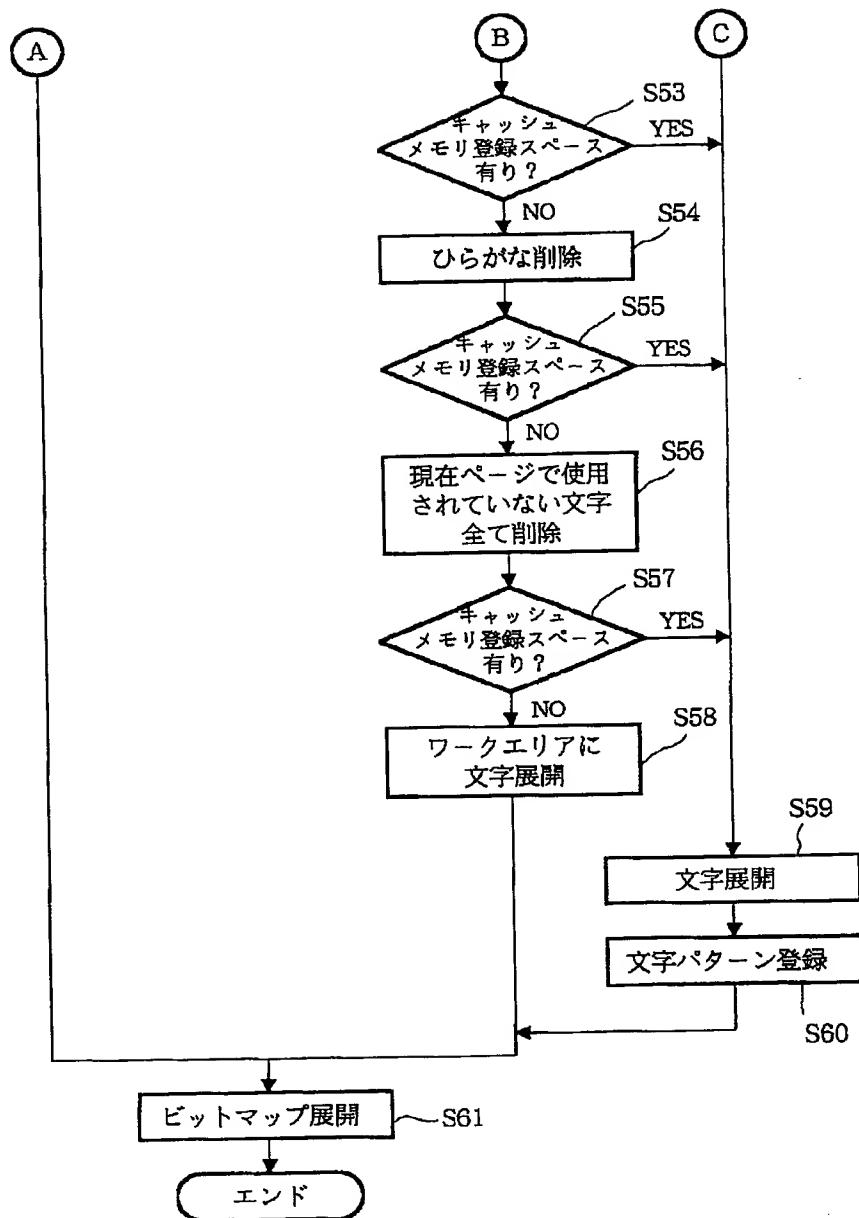 A
B
C
S53
キャッシュ
メモリ登録スペース
有り?
YES
NO
S54
ひらがな削除
S55
キャッシュ
メモリ登録スペース
有り?
YES
NO
S56
現在ページで使用
されていない文字
全て削除
S57
キャッシュ
メモリ登録スペース
有り?
YES
NO
S58
ワークエリアに
文字展開
S59
文字展開
文字パターン登録
S60
ビットマップ展開
S61
エンド